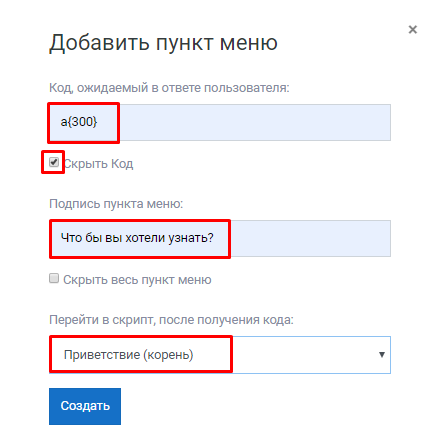 ×
Добавить пункт меню
Код, ожидаемый в ответе пользователя:
a{300}
Скрыть Код
Подпись пункта меню:
Что бы вы хотели узнать?
Скрыть весь пункт меню
Перейти в скрипт, после получения кода:
Приветствие (корень)
Создать